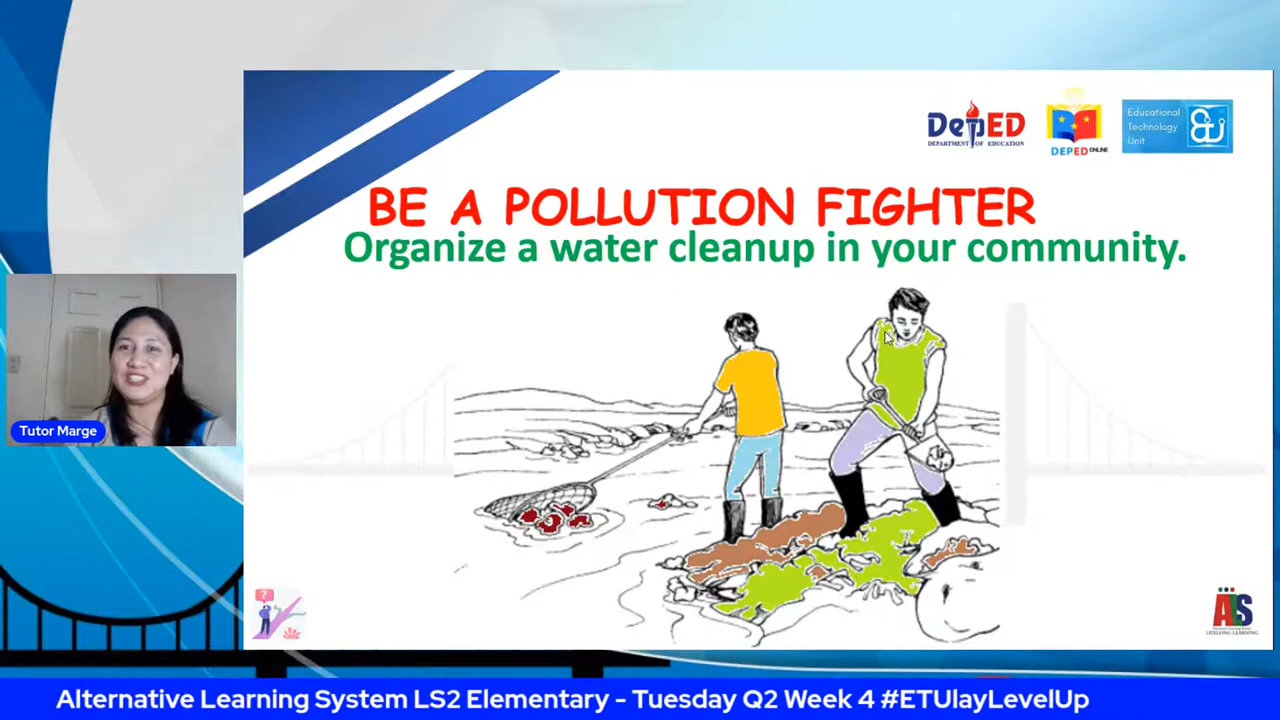 DepED
DEPARTMENT OF EDUCATION
DEPED ONLINE
Educational
Technology
Unit
BE A POLLUTION FIGHTER
Organize a water cleanup in your community.
Tutor Marge
?
ALS
LIFELONG LEARNING
Alternative Learning System LS2 Elementary - Tuesday Q2 Week 4 #ETUlayLevelUp